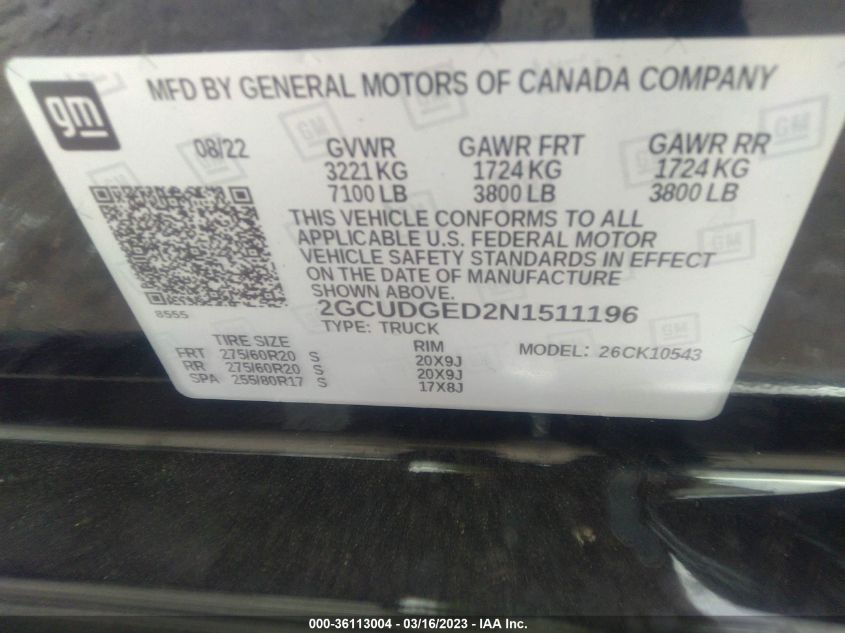 MFD BY GENERAL MOTORS OF CANADA COMPANY
gm
08/22 GVWR GAWR FRT GAWR RR
3221 KG 1724 KG 1724 KG
7100 LB 3800 LB 3800 LB
THIS VEHICLE CONFORMS TO ALL
APPLICABLE U.S. FEDERAL MOTOR
VEHICLE SAFETY STANDARDS IN EFFECT
ON THE DATE OF MANUFACTURE
SHOWN ABOVE.
8555
2GCUDGED2N1511196
TYPE: TRUCK
TIRE SIZE RIM MODEL: 26CK10543
FRT 275/60R20 S 20X9J
RR 275/60R20 S 20X9J
SPA 255/80R17 S 17X8J
000-36113004 - 03/16/2023 - IAA Inc.